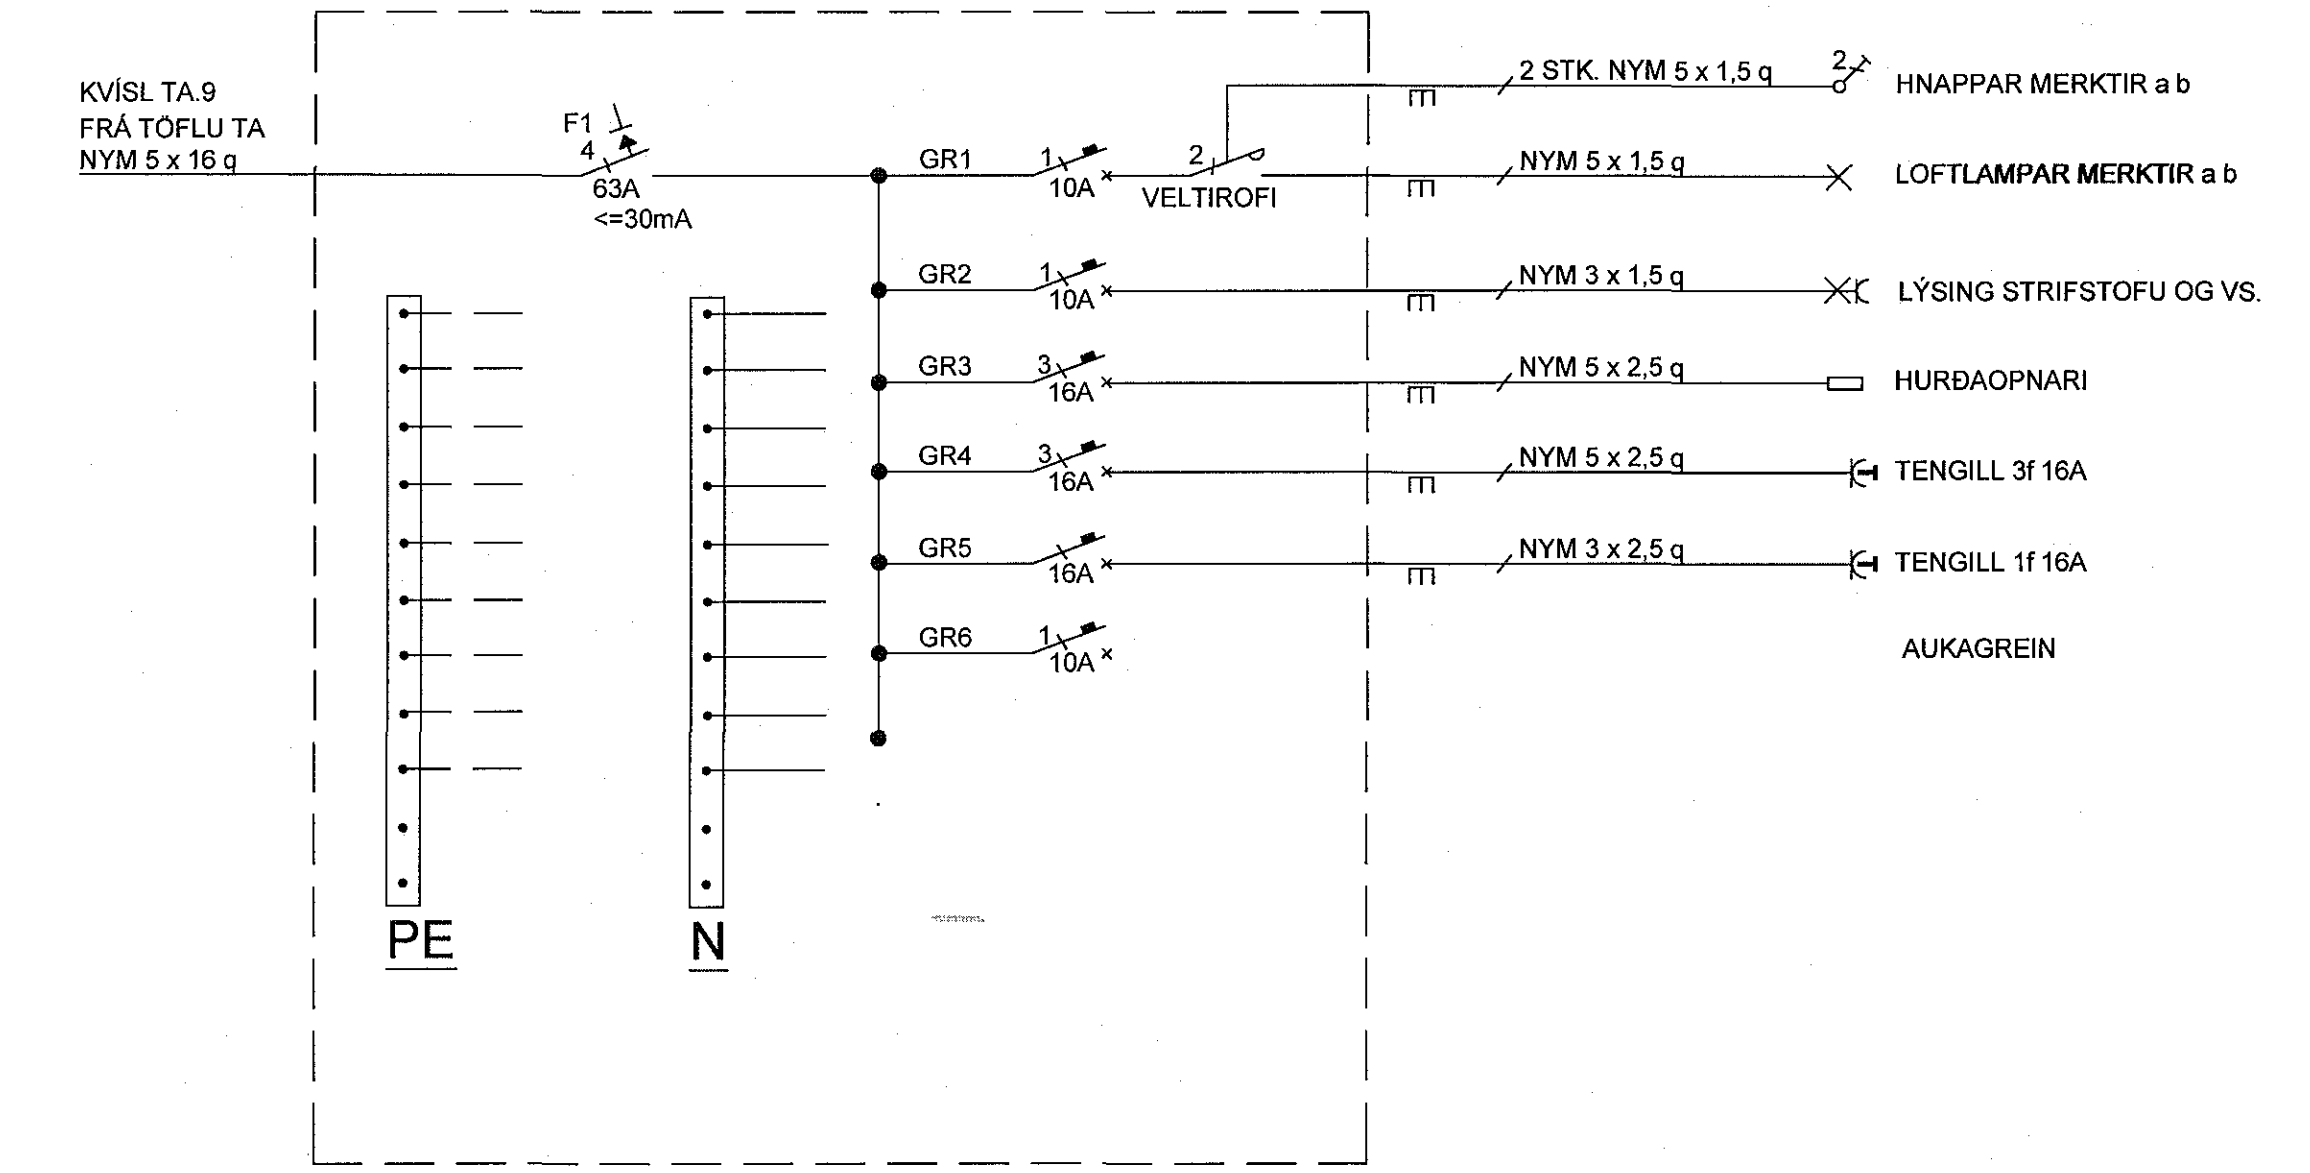 KVÍSL TA.9
FRÁ TÖFLU TA
NYM 5 x 16 q
F1
4
63A
<=30mA
2 STK. NYM 5 x 1,5 q
2
HNAPPAR MERKTIR a b
GR1
1
10A
2
VELTIROFI
NYM 5 x 1,5 q
LOFTLAMPAR MERKTIR a b
GR2
1
10A
NYM 3 x 1,5 q
LÝSING STRIFSTOFU OG VS.
GR3
3
16A
NYM 5 x 2,5 q
HURÐAOPNARI
GR4
3
16A
NYM 5 x 2,5 q
TENGILL 3f 16A
GR5
16A
NYM 3 x 2,5 q
TENGILL 1f 16A
GR6
1
10A
AUKAGREIN
PE
N